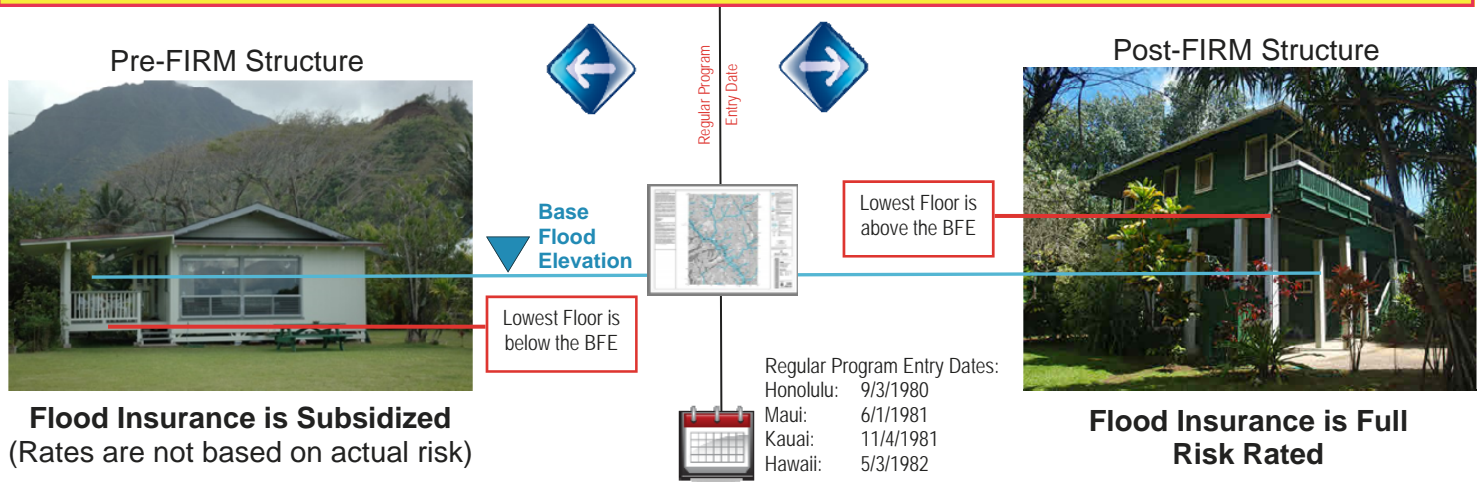 Pre-FIRM Structure
Regular Program
Entry Date
Post-FIRM Structure
Base
Flood
Elevation
Lowest Floor is
above the BFE
Lowest Floor is
below the BFE
Regular Program Entry Dates:
Honolulu: 9/3/1980
Maui: 6/1/1981
Kauai: 11/4/1981
Hawaii: 5/3/1982
Flood Insurance is Subsidized
(Rates are not based on actual risk)
Flood Insurance is Full
Risk Rated